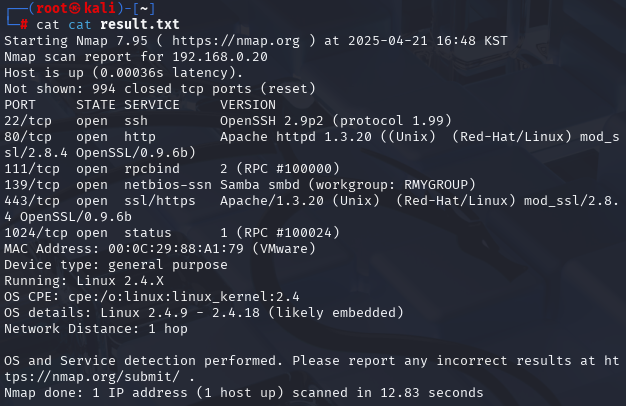 ┌──(root㉿kali)-[~]
└─# cat cat result.txt
Starting Nmap 7.95 ( https://nmap.org ) at 2025-04-21 16:48 KST
Nmap scan report for 192.168.0.20
Host is up (0.00036s latency).
Not shown: 994 closed tcp ports (reset)
PORT     STATE SERVICE     VERSION
22/tcp   open  ssh         OpenSSH 2.9p2 (protocol 1.99)
80/tcp   open  http        Apache httpd 1.3.20 ((Unix)  (Red-Hat/Linux) mod_s
sl/2.8.4 OpenSSL/0.9.6b)
111/tcp  open  rpcbind     2 (RPC #100000)
139/tcp  open  netbios-ssn Samba smbd (workgroup: RMYGROUP)
443/tcp  open  ssl/https   Apache/1.3.20 (Unix)  (Red-Hat/Linux) mod_ssl/2.8.
4 OpenSSL/0.9.6b
1024/tcp open  status      1 (RPC #100024)
MAC Address: 00:0C:29:88:A1:79 (VMware)
Device type: general purpose
Running: Linux 2.4.X
OS CPE: cpe:/o:linux:linux_kernel:2.4
OS details: Linux 2.4.9 - 2.4.18 (likely embedded)
Network Distance: 1 hop

OS and Service detection performed. Please report any incorrect results at ht
tps://nmap.org/submit/ .
Nmap done: 1 IP address (1 host up) scanned in 12.83 seconds